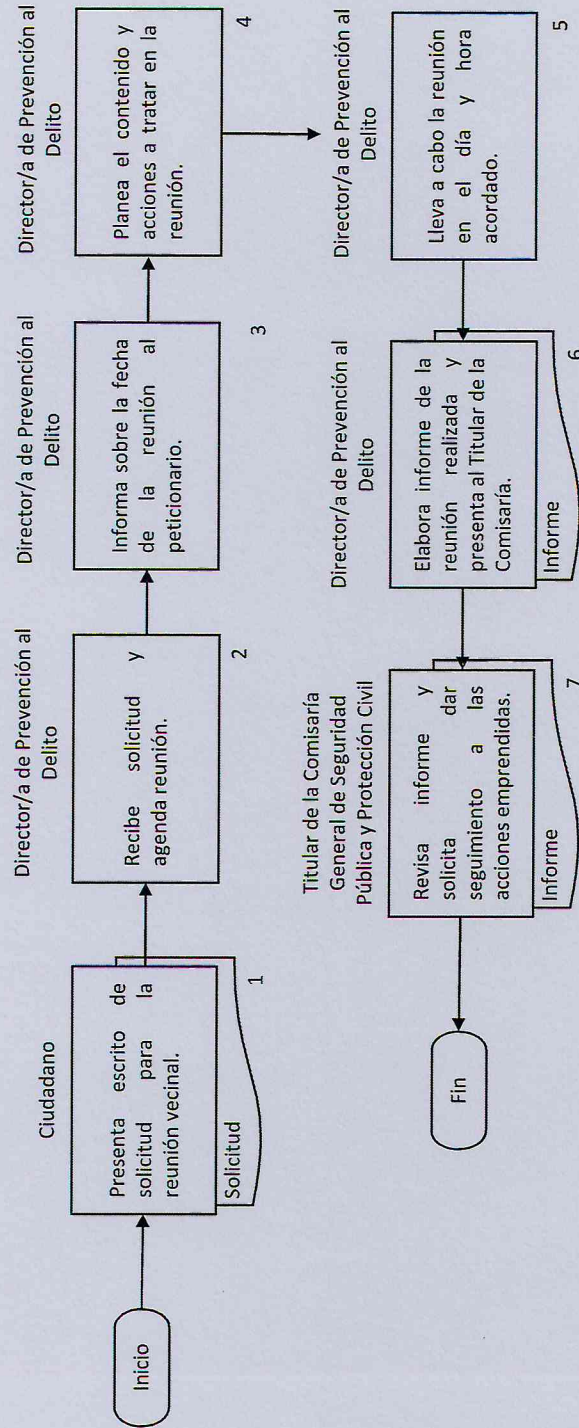 Inicio
Ciudadano
Presenta escrito de
solicitud para la
reunión vecinal.
Solicitud
1
Director/a de Prevención al
Delito
Recibe solicitud y
agenda reunión.
2
Director/a de Prevención al
Delito
Informa sobre la fecha
de la reunión al
peticionario.
3
Director/a de Prevención al
Delito
Planea el contenido y
acciones a tratar en la
reunión.
4
Director/a de Prevención al
Delito
Lleva a cabo la reunión
en el día y hora
acordado.
5
Director/a de Prevención al
Delito
Elabora informe de la
reunión realizada y
presenta al Titular de la
Comisaría.
Informe
6
Titular de la Comisaría
General de Seguridad
Pública y Protección Civil
Revisa informe y
solicita dar
seguimiento a las
acciones emprendidas.
Informe
7
Fin